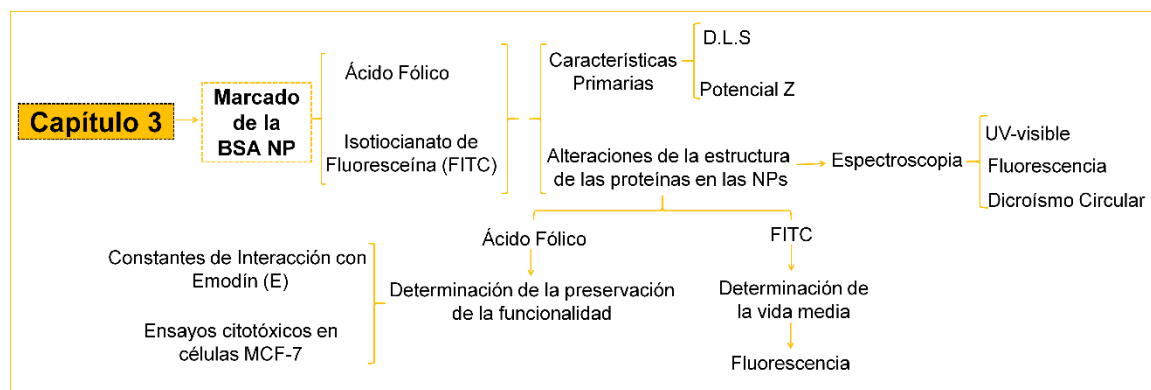 Capítulo 3
Marcado
de la
BSA NP
Ácido Fólico
Isotiocianato de
Fluoresceína (FITC)
Características
Primarias
D.L.S
Potencial Z
Alteraciones de la estructura
de las proteínas en las NPs
Espectroscopia
UV-visible
Fluorescencia
Dicroísmo Circular
Ácido Fólico
Determinación de la preservación
de la funcionalidad
Constantes de Interacción con
Emodín (E)
Ensayos citotóxicos en
células MCF-7
FITC
Determinación de
la vida media
Fluorescencia